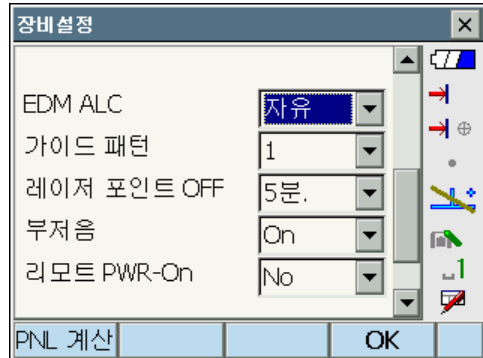 장비설정
EDM ALC 자유
가이드 패턴 1
레이저 포인트 OFF 5분.
부저음 On
리모트 PWR-On No
1
PNL 계산 OK